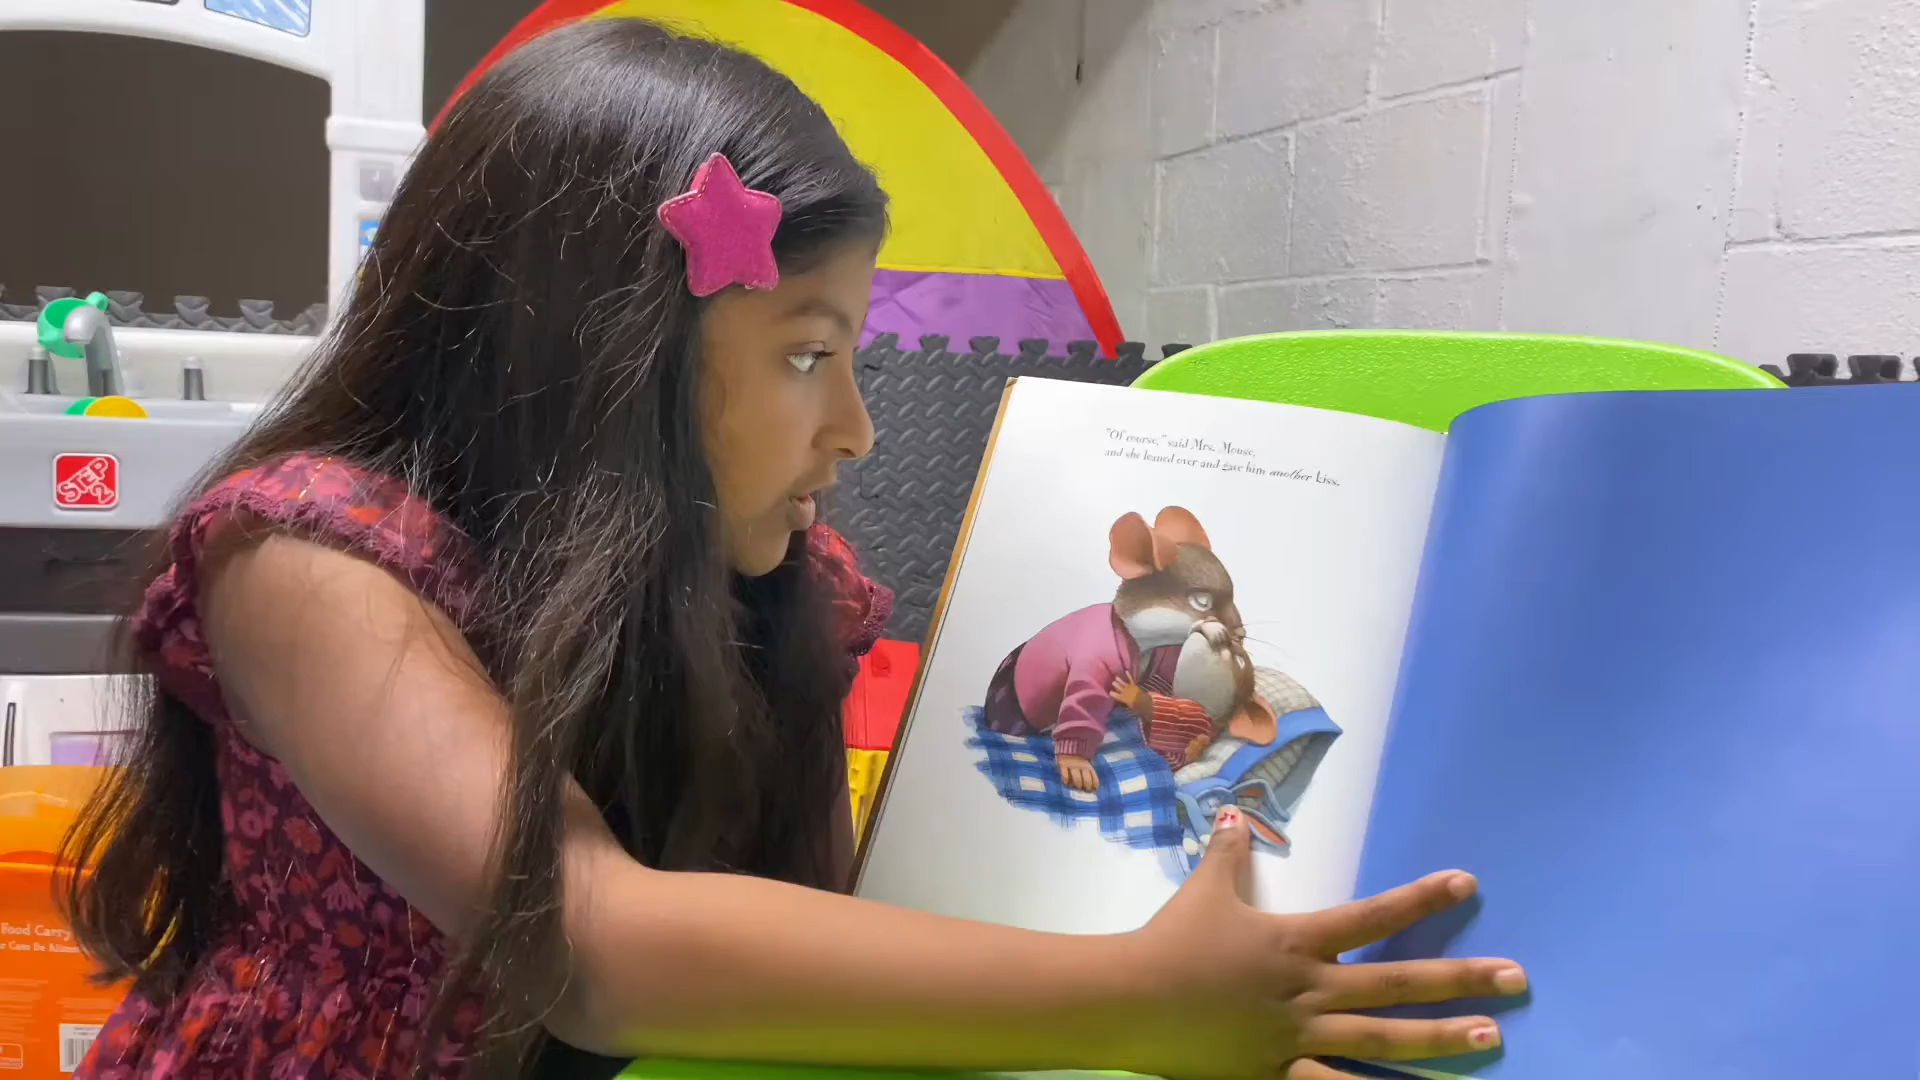 STEP
2
"Of course," said Mrs. Mouse,
and she leaned over and gave him another kiss.
Food Carry